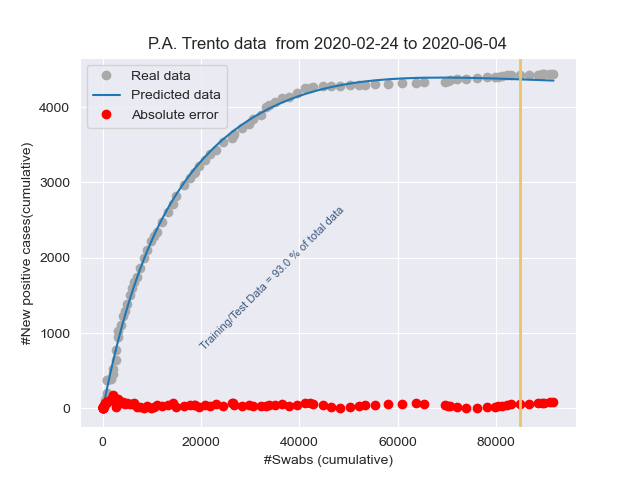 P.A. Trento data  from 2020-02-24 to 2020-06-04
Real data
Predicted data
Absolute error
#New positive cases(cumulative)
4000
3000
2000
1000
0
Training/Test Data = 93.0 % of total data
0
20000
40000
60000
80000
#Swabs (cumulative)